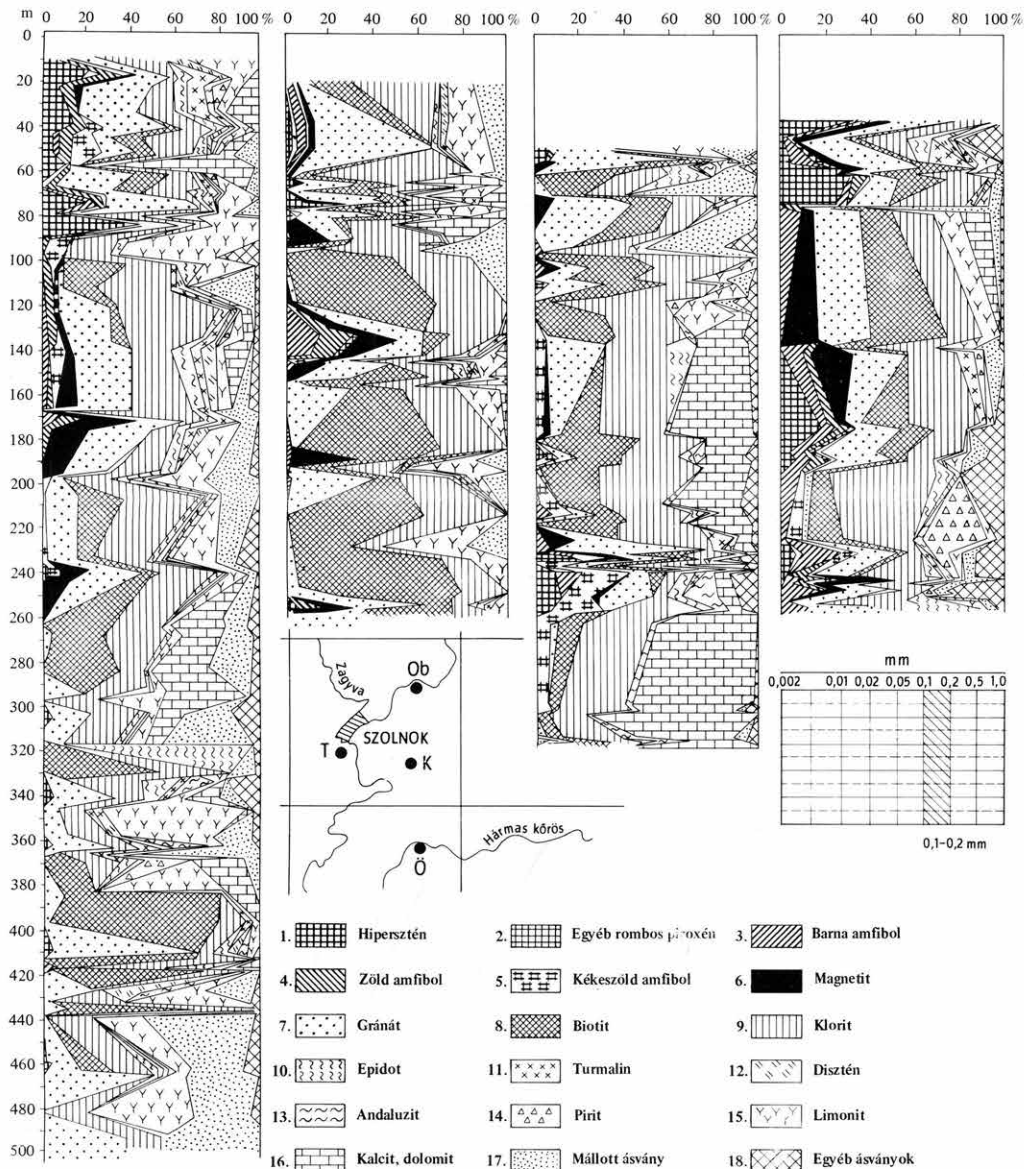 m 0 20 40 60 80 100 %
0 20 40 60 80 100 %
0 20 40 60 80 100 %
0 20 40 60 80 100 %
0
20
40
60
80
100
120
140
160
180
200
220
240
260
280
300
320
340
360
380
400
420
440
460
480
500
Zagyva
Ob
SZOLNOK
T
K
Hármas körös
Ö
mm
0,002 0,01 0,02 0,05 0,1 0,2 0,5 1,0
0,1-0,2 mm
1. Hipersztén
2. Egyéb rombos piroxén
3. Barna amfibol
4. Zöld amfibol
5. Kékeszöld amfibol
6. Magnetit
7. Gránát
8. Biotit
9. Klorit
10. Epidot
11. Turmalin
12. Disztén
13. Andaluzit
14. Pirit
15. Limonit
16. Kalcit, dolomit
17. Mállott ásvány
18. Egyéb ásványok